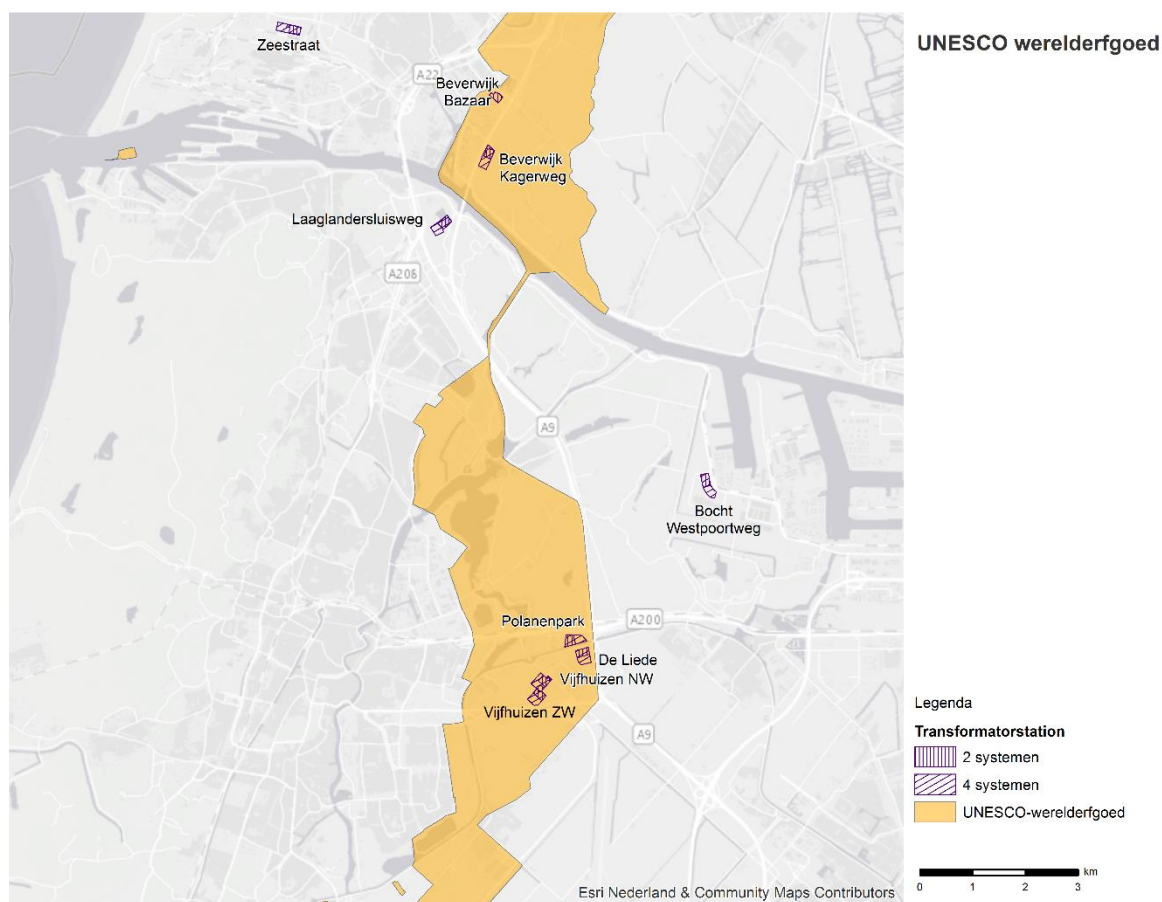 UNESCO werelderfgoed
Zeestraat
A22
Beverwijk
Bazaar
Beverwijk
Kagerweg
Laaglandersluisweg
A208
A9
Bocht
Westpoortweg
Polanenpark
A200
De Liede
Vijfhuizen NW
Vijfhuizen ZW
A9
Legenda
Transformatorstation
2 systemen
4 systemen
UNESCO-werelderfgoed
km
0 1 2 3
Esri Nederland & Community Maps Contributors